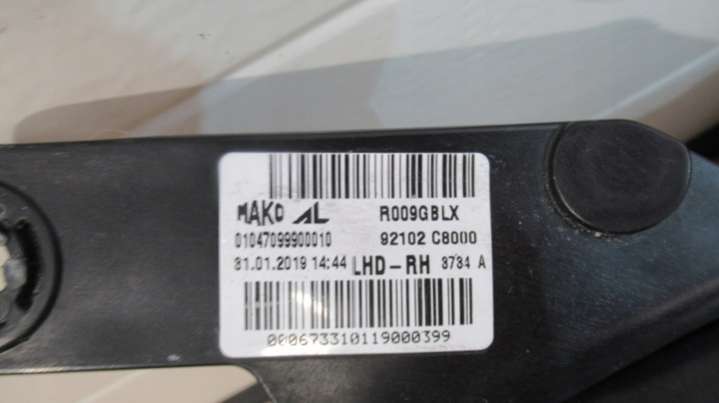 MAKO AL R009GBLX
01047099900010 92102 C8000
31.01.2019 14:44 LHD-RH 3734 A
000673310119000399